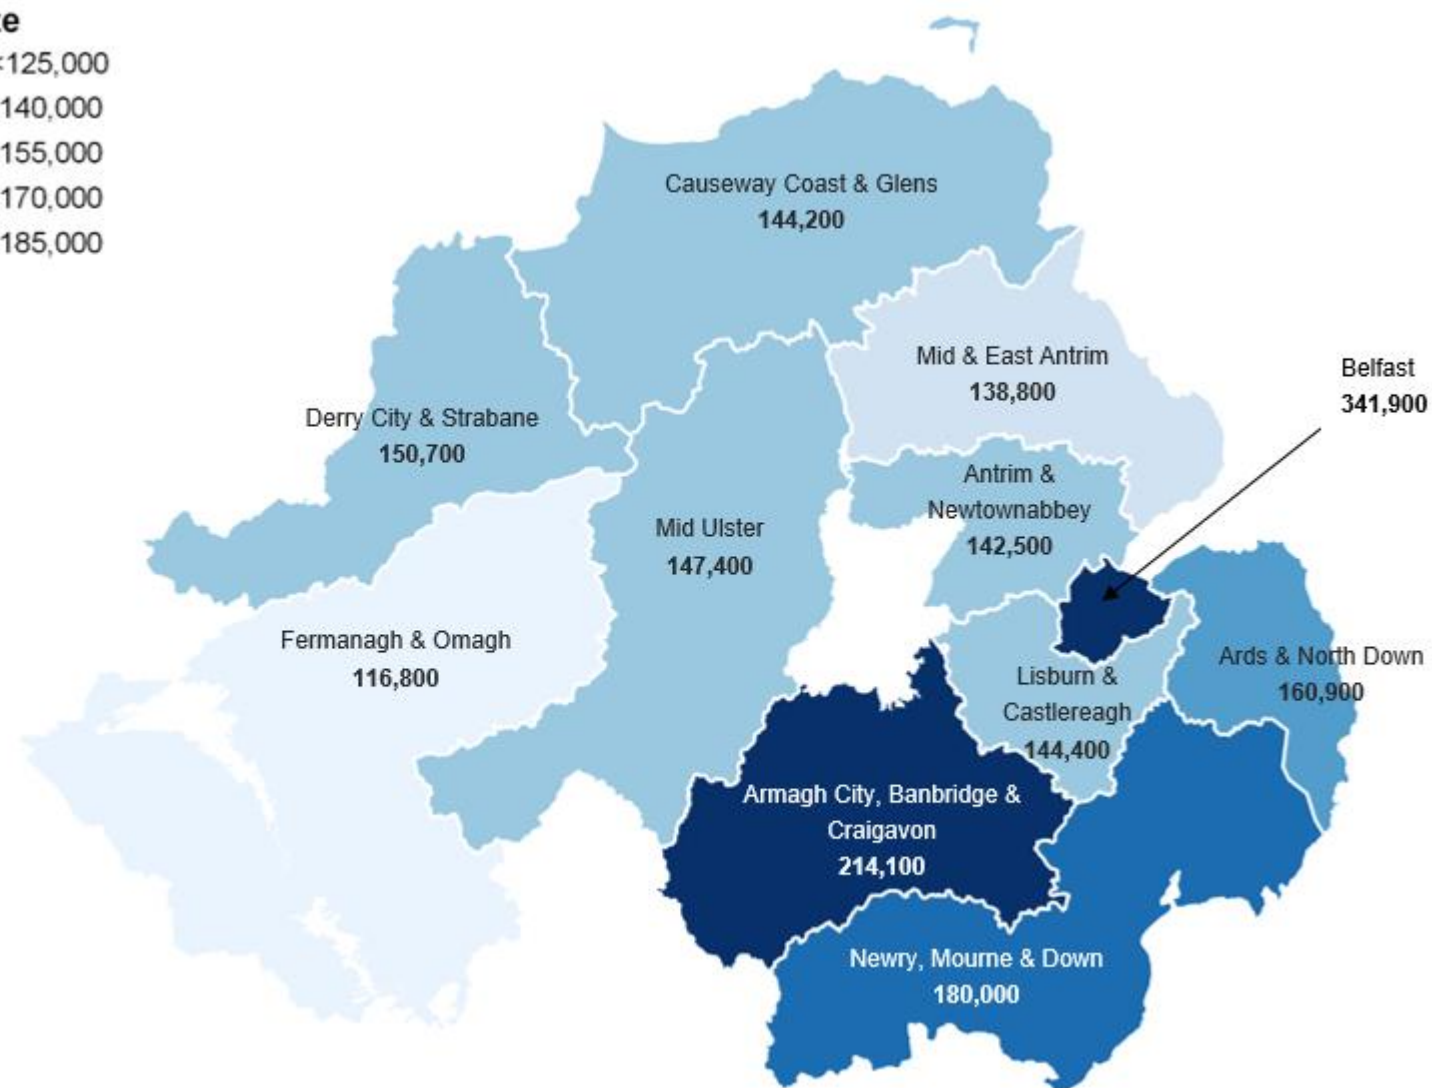 <125,000
140,000
155,000
170,000
185,000
Causeway Coast & Glens
144,200
Mid & East Antrim
138,800
Belfast
341,900
Derry City & Strabane
150,700
Antrim &
Newtownabbey
142,500
Mid Ulster
147,400
Fermanagh & Omagh
116,800
Ards & North Down
160,900
Lisburn &
Castlereagh
144,400
Armagh City, Banbridge &
Craigavon
214,100
Newry, Mourne & Down
180,000